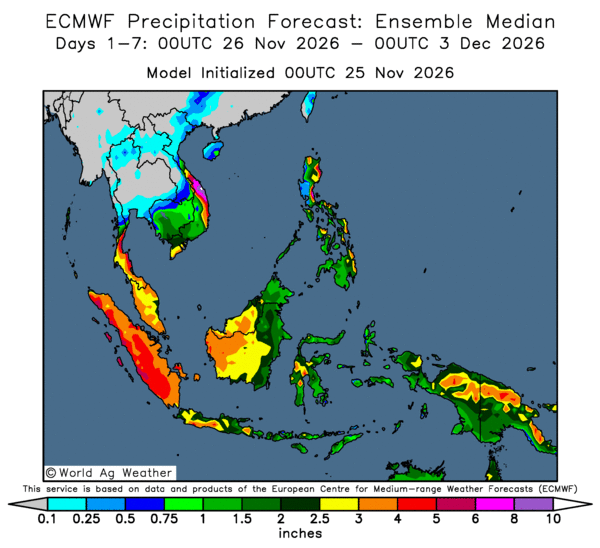 ECMWF Precipitation Forecast: Ensemble Median
Days 1-7: 00UTC 26 Nov 2026 - 00UTC 3 Dec 2026
Model Initialized 00UTC 25 Nov 2026
© World Ag Weather
This service is based on data and products of the European Centre for Medium-range Weather Forecasts (ECMWF)
0.1 0.25 0.5 0.75 1 1.5 2 2.5 3 4 5 6 8 10
inches